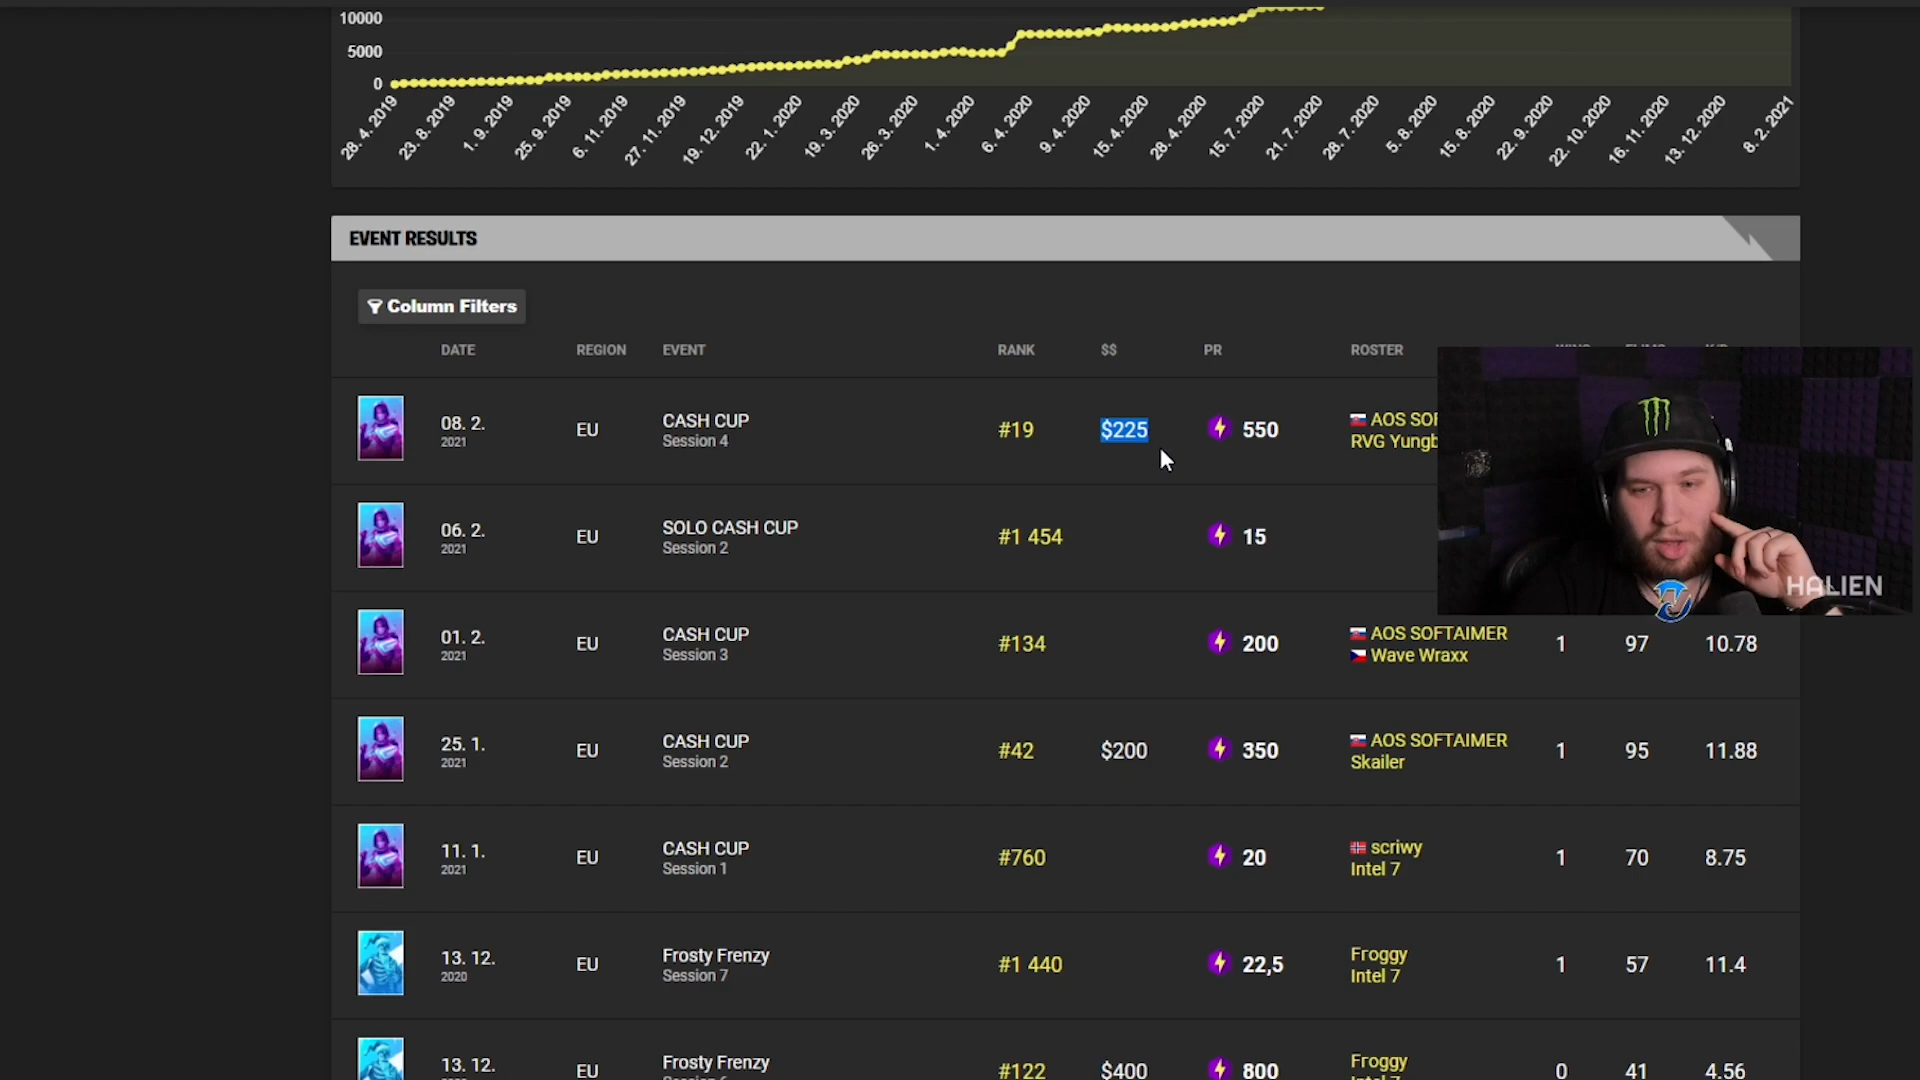 10000
5000
0
28. 4. 2019 23. 8. 2019 1. 9. 2019 25. 9. 2019 6. 11. 2019 27. 11. 2019 19. 12. 2019 22. 1. 2020 19. 3. 2020 26. 3. 2020 1. 4. 2020 6. 4. 2020 9. 4. 2020 15. 4. 2020 28. 4. 2020 15. 7. 2020 21. 7. 2020 28. 7. 2020 5. 8. 2020 15. 8. 2020 22. 9. 2020 22. 10. 2020 16. 11. 2020 13. 12. 2020 8. 2. 2021
EVENT RESULTS
Column Filters
DATE REGION EVENT RANK $$ PR ROSTER
08. 2. EU CASH CUP #19 $225 550 AOS SOF
2021 Session 4 RVG Yungb
06. 2. EU SOLO CASH CUP #1 454 15
2021 Session 2
HALIEN
01. 2. EU CASH CUP #134 200 AOS SOFTAIMER 1 97 10.78
2021 Session 3 Wave Wraxx
25. 1. EU CASH CUP #42 $200 350 AOS SOFTAIMER 1 95 11.88
2021 Session 2 Skailer
11. 1. EU CASH CUP #760 20 scriwy 1 70 8.75
2021 Session 1 Intel 7
13. 12. EU Frosty Frenzy #1 440 22,5 Froggy 1 57 11.4
2020 Session 7 Intel 7
13. 12. EU Frosty Frenzy #122 $400 800 Froggy 0 41 4.56